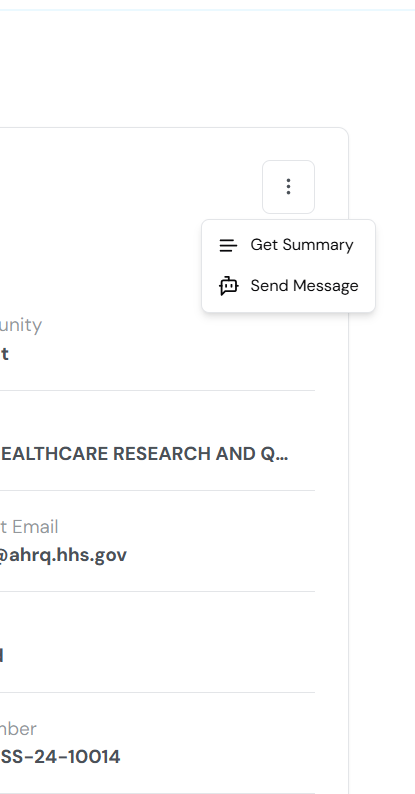 Get Summary
Send Message
unity
t
EALTHCARE RESEARCH AND Q...
t Email
@ahrq.hhs.gov
mber
SS-24-10014